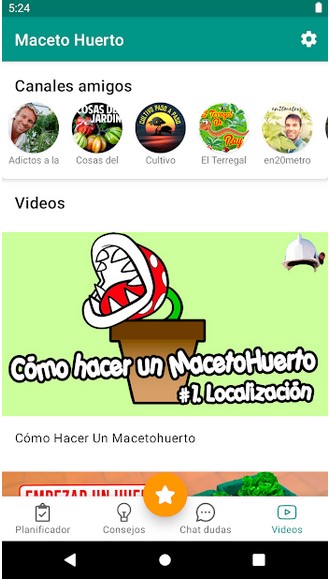 5:24
Maceto Huerto
Canales amigos
COSAS DEL
JARDIN
CULTIVO PASO A PASO
El Terregal
en20metros
Adictos a la
Cosas del
Cultivo
El Terregal
en20metro
Videos
Cómo hacer un MacetoHuerto
#1. Localización
Cómo Hacer Un Macetohuerto
EMPEZAR UN HUE
Planificador
Consejos
Chat dudas
Videos